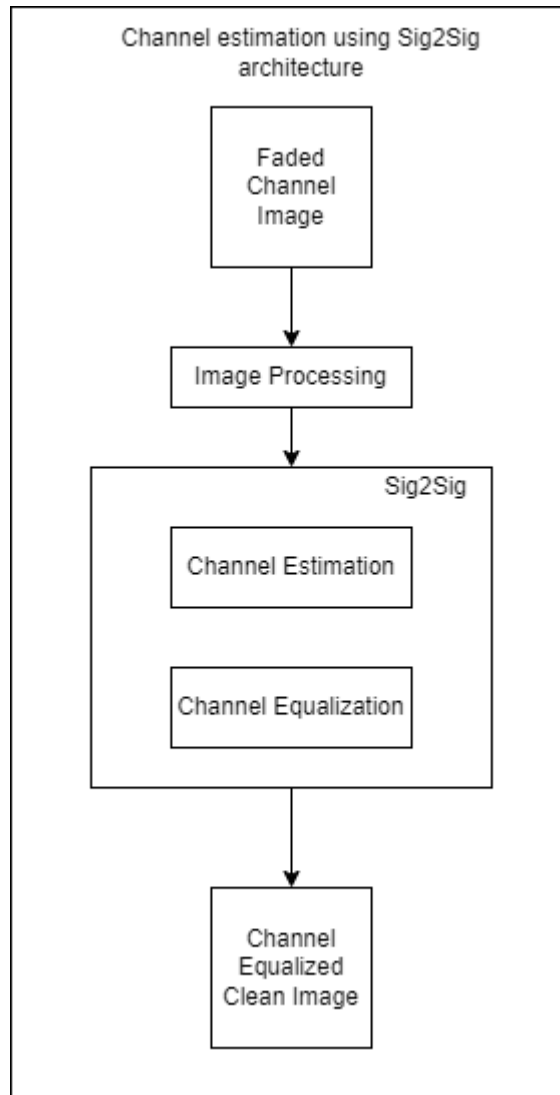 Channel estimation using Sig2Sig
architecture
Faded
Channel
Image
Image Processing
Sig2Sig
Channel Estimation
Channel Equalization
Channel
Equalized
Clean Image